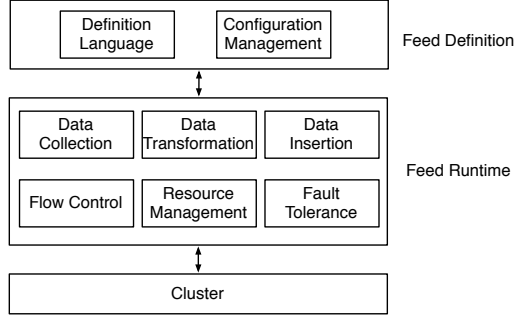 Definition
Language
Configuration
Management
Feed Definition
Data
Collection
Data
Transformation
Data
Insertion
Feed Runtime
Flow Control
Resource
Management
Fault
Tolerance
Cluster